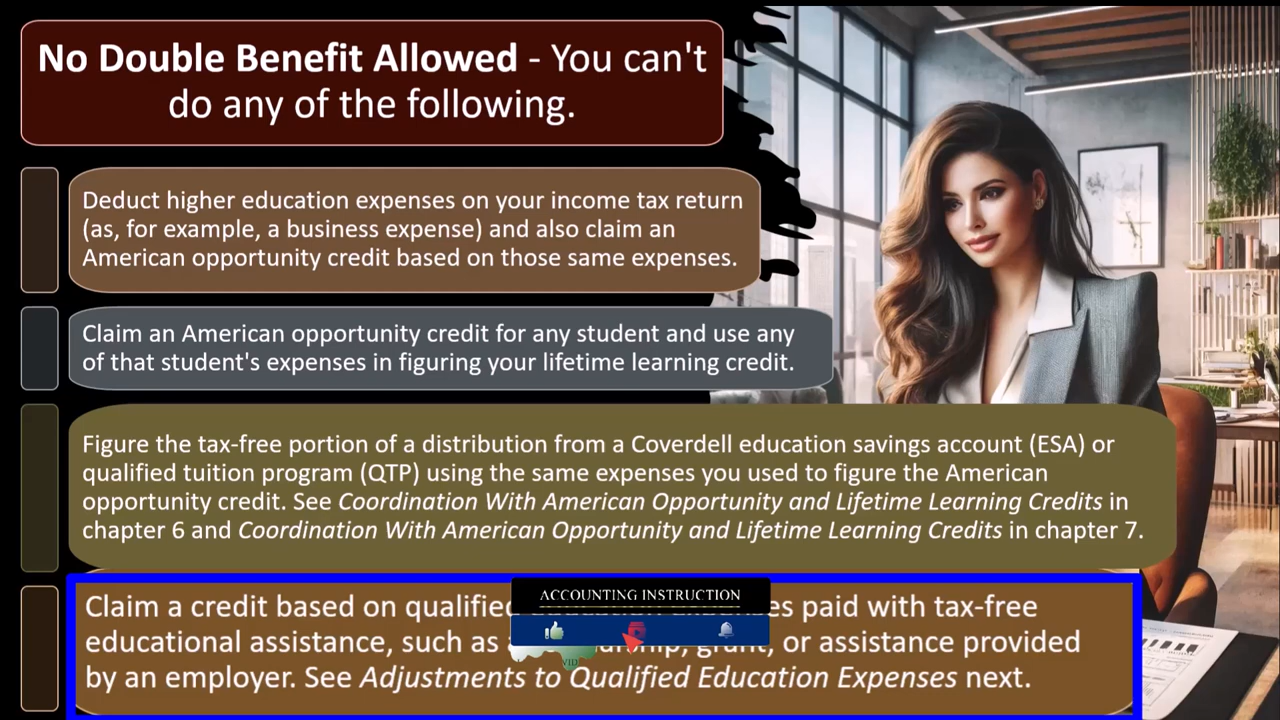 No Double Benefit Allowed - You can't
do any of the following.
Deduct higher education expenses on your income tax return
(as, for example, a business expense) and also claim an
American opportunity credit based on those same expenses.
Claim an American opportunity credit for any student and use any
of that student's expenses in figuring your lifetime learning credit.
Figure the tax-free portion of a distribution from a Coverdell education savings account (ESA) or
qualified tuition program (QTP) using the same expenses you used to figure the American
opportunity credit. See Coordination With American Opportunity and Lifetime Learning Credits in
chapter 6 and Coordination With American Opportunity and Lifetime Learning Credits in chapter 7.
Claim a credit based on qualified paid with tax-free
ACCOUNTING INSTRUCTION
educational assistance, such as grant, or assistance provided
by an employer. See Adjustments to Qualified Education Expenses next.